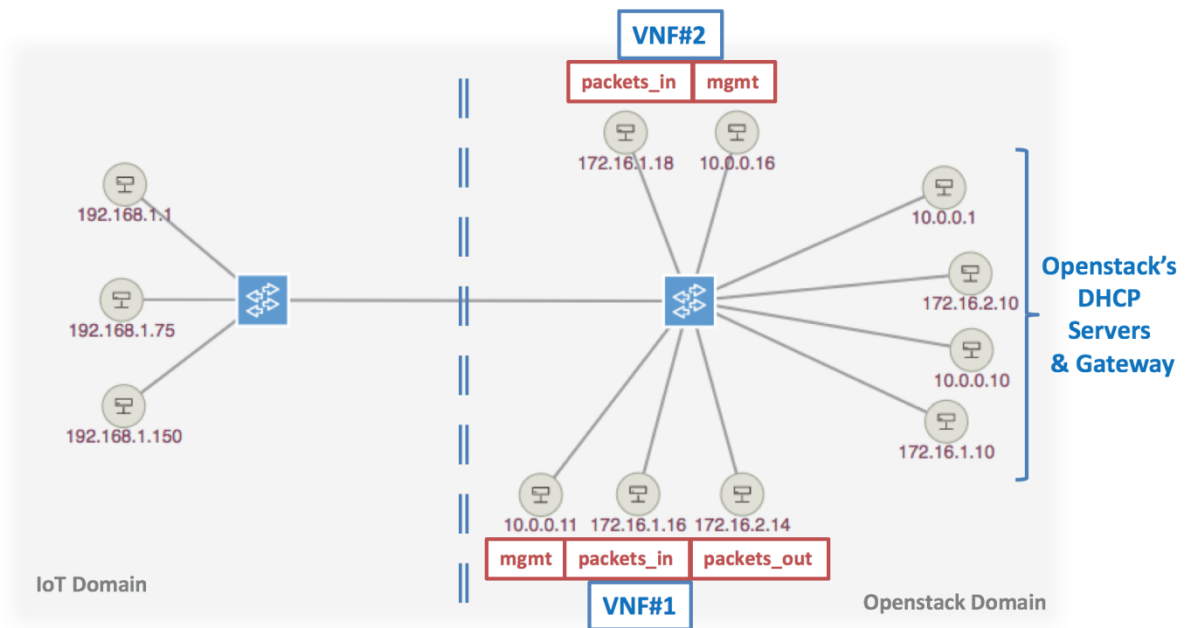 VNF#2
packets_in mgmt
172.16.1.18 10.0.0.16
192.168.1.1
10.0.0.1
Openstack's
DHCP
Servers
& Gateway
172.16.2.10
192.168.1.75
10.0.0.10
192.168.1.150
172.16.1.10
10.0.0.11 172.16.1.16 172.16.2.14
mgmt packets_in packets_out
VNF#1
IoT Domain
Openstack Domain